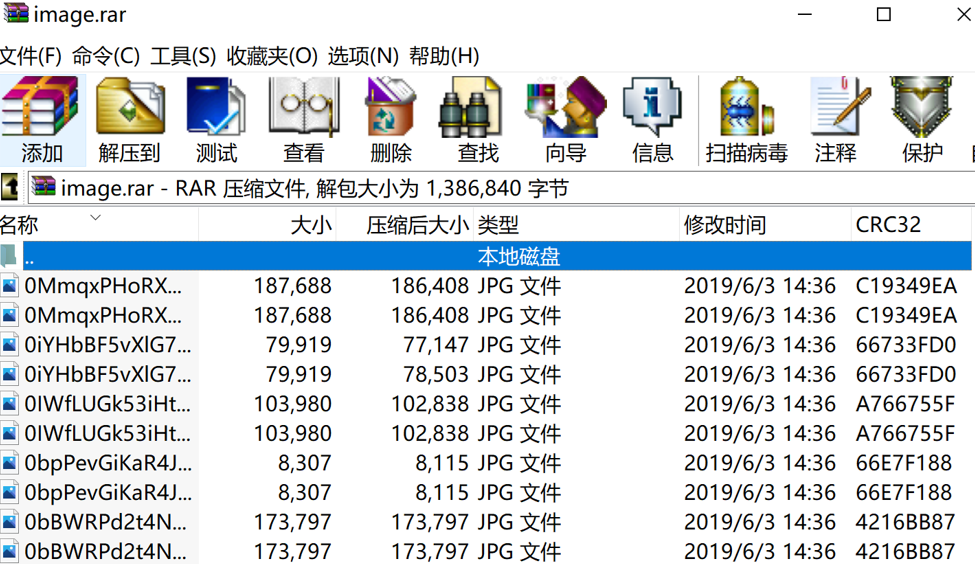 image.rar
文件(F) 命令(C) 工具(S) 收藏夹(O) 选项(N) 帮助(H)
添加 解压到 测试 查看 删除 查找 向导 信息 扫描病毒 注释 保护
image.rar - RAR 压缩文件, 解包大小为 1,386,840 字节
名称 大小 压缩后大小 类型 修改时间 CRC32
.. 本地磁盘
0MmqxPHoRX... 187,688 186,408 JPG 文件 2019/6/3 14:36 C19349EA
0MmqxPHoRX... 187,688 186,408 JPG 文件 2019/6/3 14:36 C19349EA
0iYHbBF5vXlG7... 79,919 77,147 JPG 文件 2019/6/3 14:36 66733FD0
0iYHbBF5vXlG7... 79,919 78,503 JPG 文件 2019/6/3 14:36 66733FD0
0IWfLUGk53iHt... 103,980 102,838 JPG 文件 2019/6/3 14:36 A766755F
0IWfLUGk53iHt... 103,980 102,838 JPG 文件 2019/6/3 14:36 A766755F
0bpPevGiKaR4J... 8,307 8,115 JPG 文件 2019/6/3 14:36 66E7F188
0bpPevGiKaR4J... 8,307 8,115 JPG 文件 2019/6/3 14:36 66E7F188
0bBWRPd2t4N... 173,797 173,797 JPG 文件 2019/6/3 14:36 4216BB87
0bBWRPd2t4N... 173,797 173,797 JPG 文件 2019/6/3 14:36 4216BB87